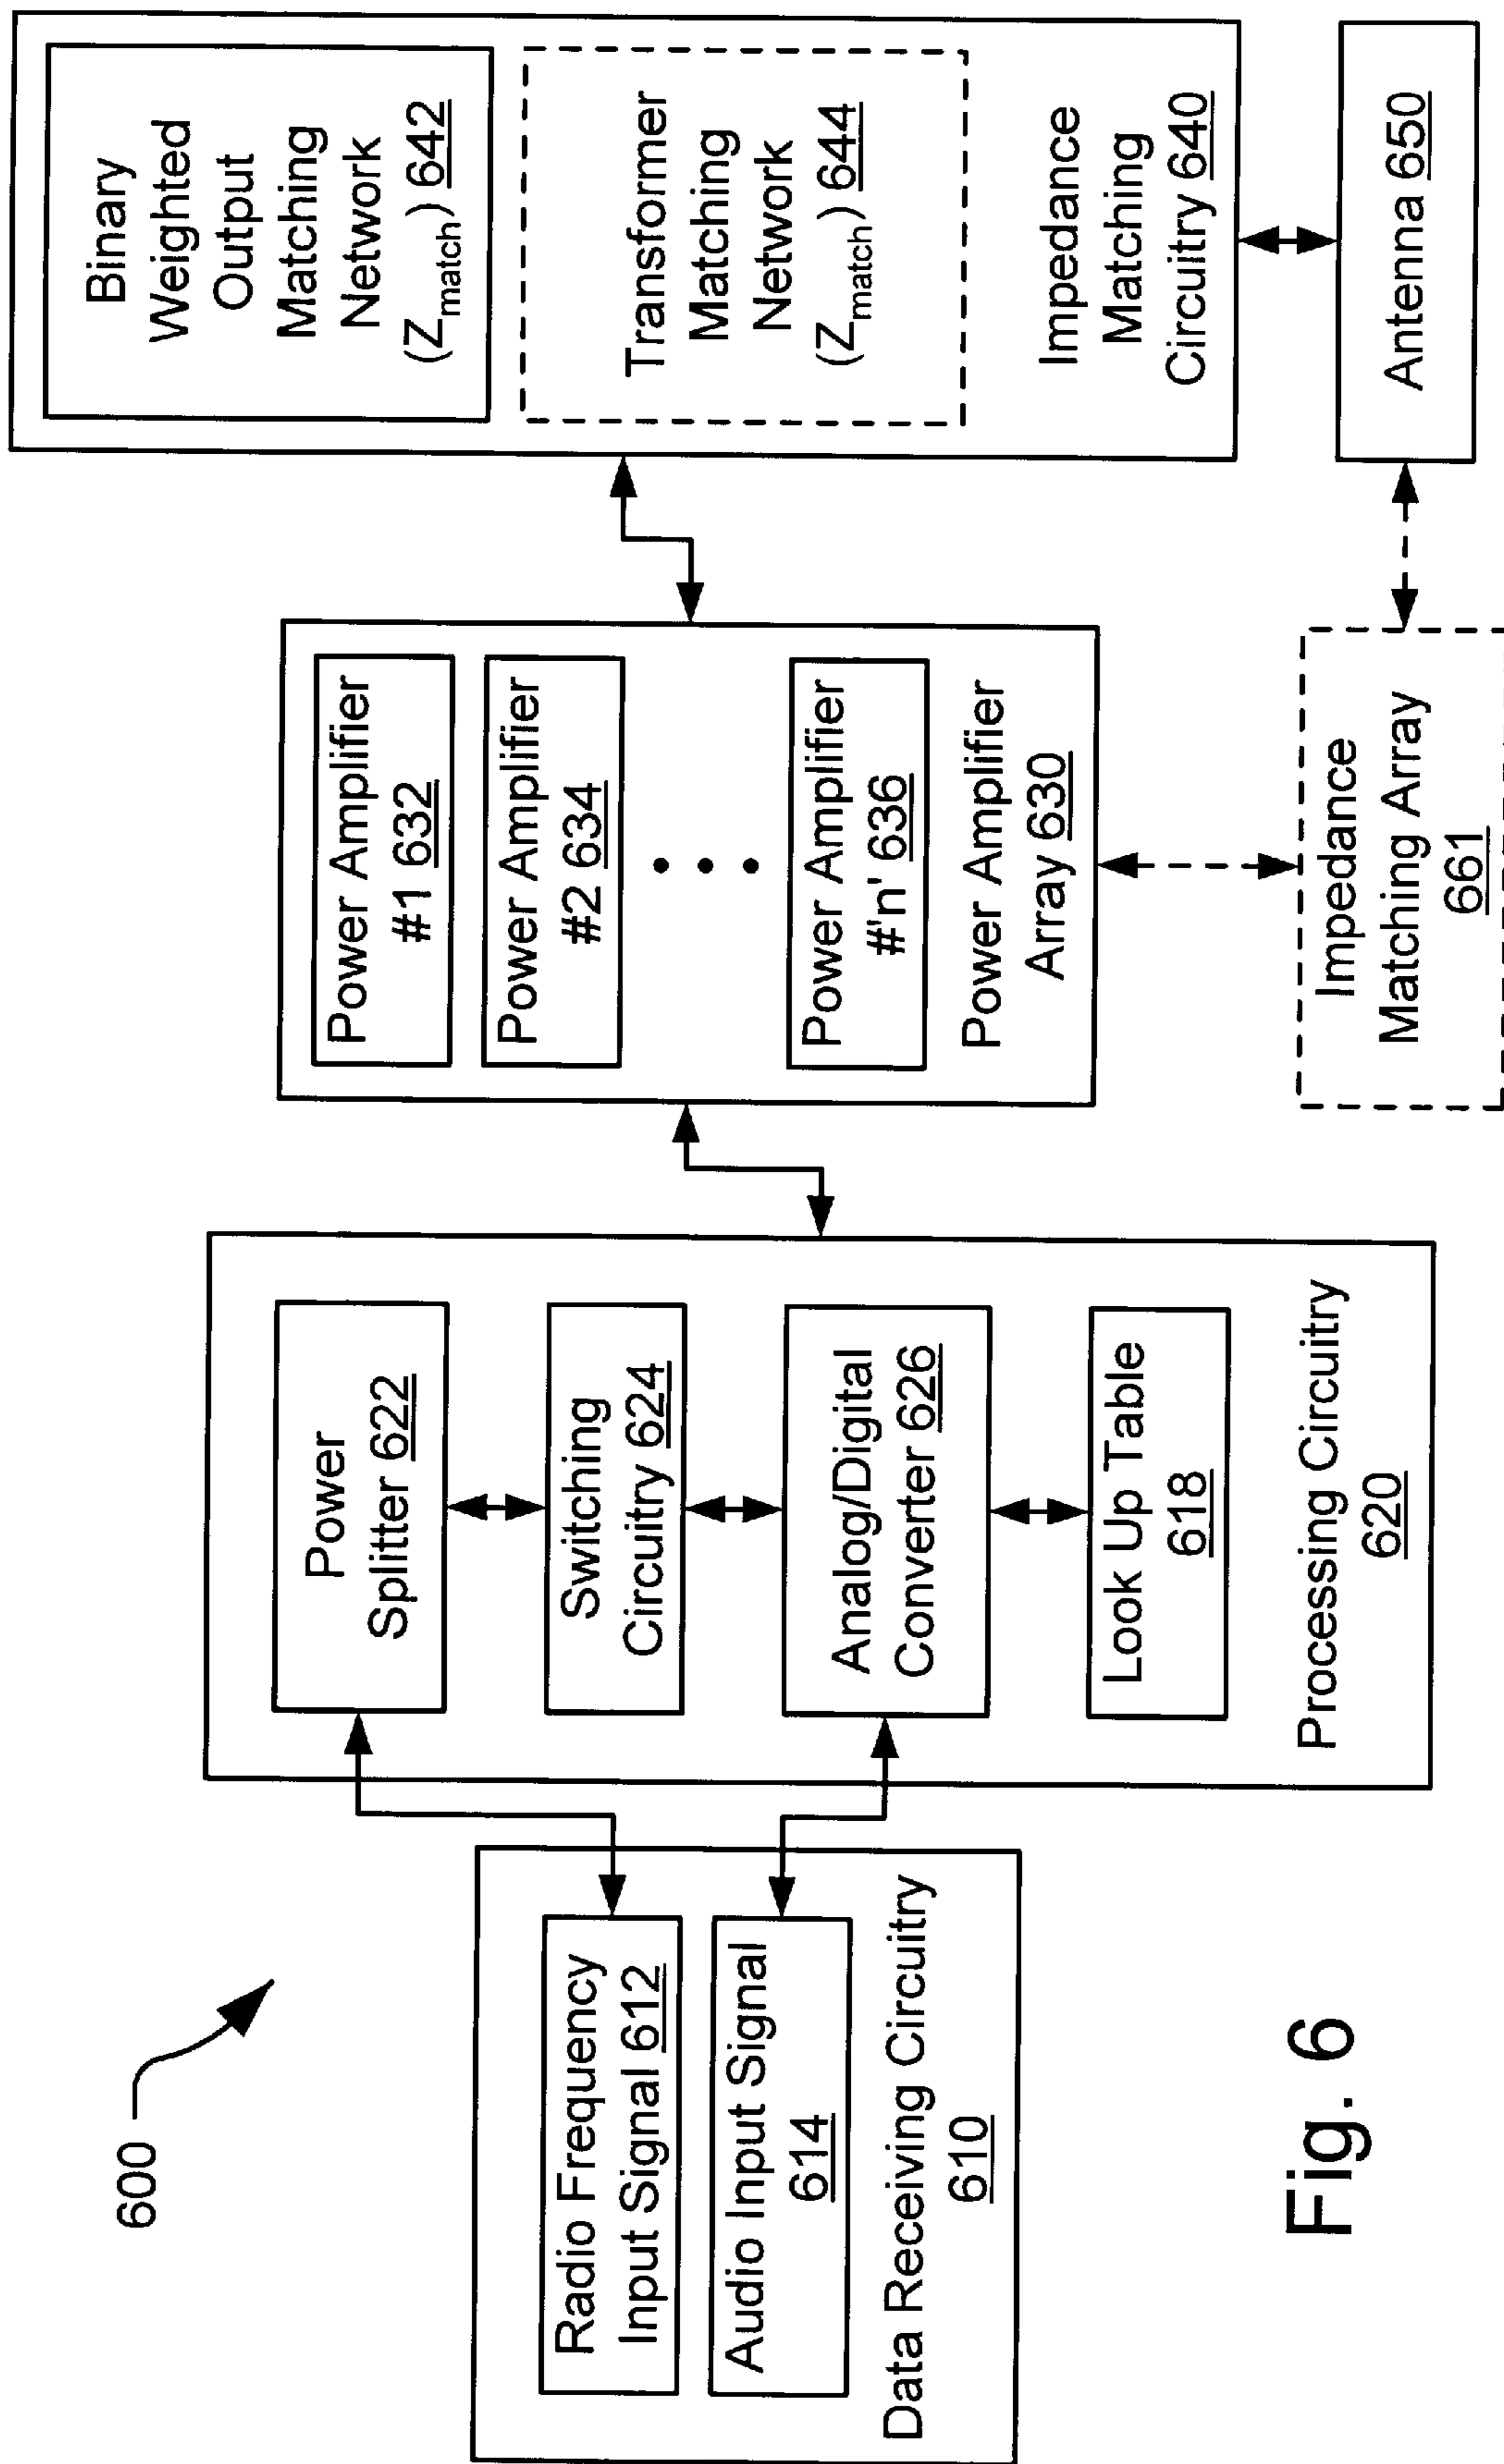 600
Radio Frequency
Input Signal 612
Audio Input Signal
614
Data Receiving Circuitry
610
Power
Splitter 622
Switching
Circuitry 624
Analog/Digital
Converter 626
Look Up Table
618
Processing Circuitry
620
Power Amplifier
#1 632
Power Amplifier
#2 634
Power Amplifier
#'n' 636
Power Amplifier
Array 630
Impedance
Matching Array
661
Binary
Weighted
Output
Matching
Network
(Zmatch) 642
Transformer
Matching
Network
(Zmatch) 644
Impedance
Matching
Circuitry 640
Antenna 650
Fig. 6